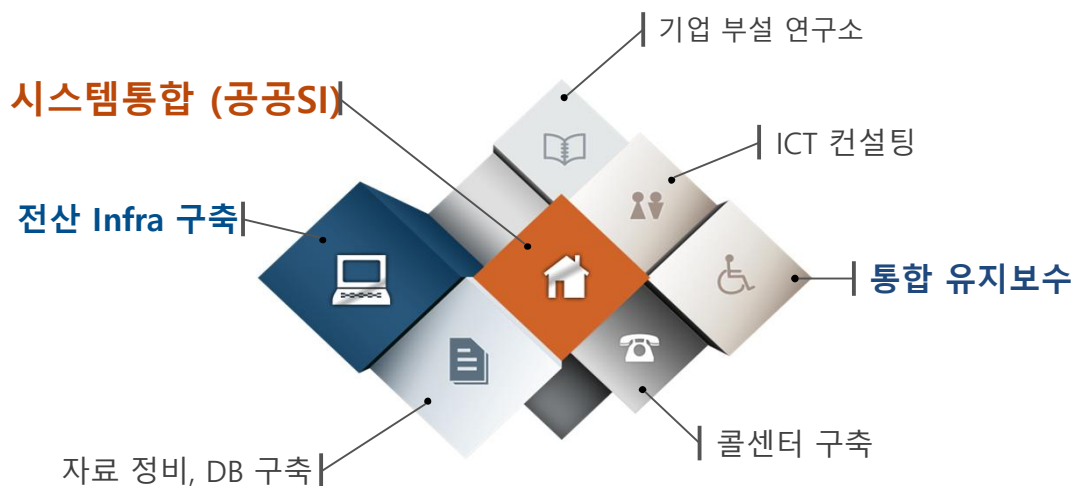 기업 부설 연구소
시스템통합 (공공SI)
ICT 컨설팅
전산 Infra 구축
통합 유지보수
콜센터 구축
자료 정비, DB 구축